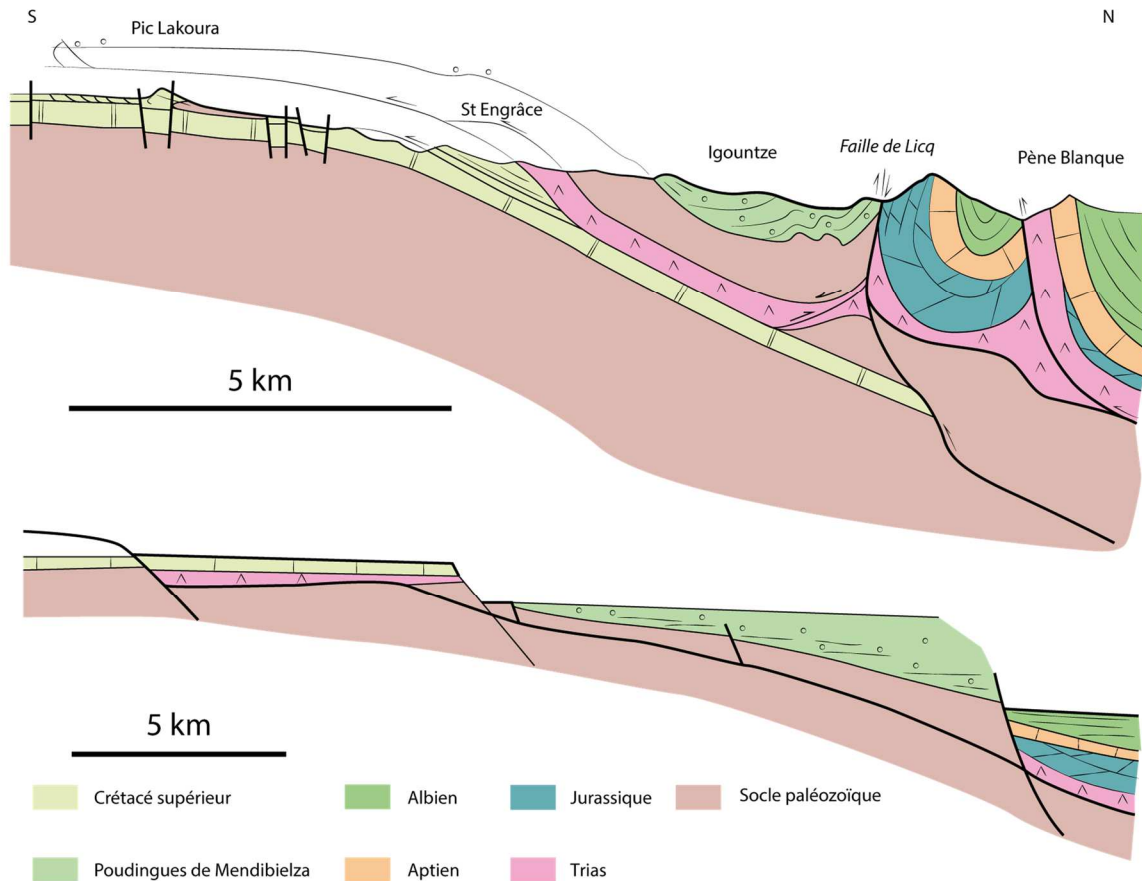 S
N
Pic Lakoura
St Engrâce
Igountze
Faille de Licq
Pène Blanque
5 km
5 km
Crétacé supérieur
Albien
Jurassique
Socle paléozoïque
Poudingues de Mendibielza
Aptien
Trias